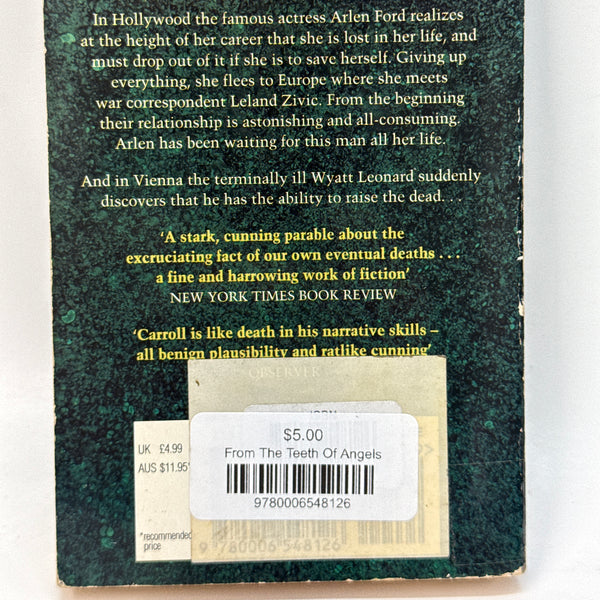 In Hollywood the famous actress Arlen Ford realizes
at the height of her career that she is lost in her life, and
must drop out of it if she is to save herself. Giving up
everything, she flees to Europe where she meets
war correspondent Leland Zivic. From the beginning
their relationship is astonishing and all-consuming.
Arlen has been waiting for this man all her life.
And in Vienna the terminally ill Wyatt Leonard suddenly
discovers that he has the ability to raise the dead. . .
'A stark, cunning parable about the
excruciating fact of our own eventual deaths . . .
a fine and harrowing work of fiction'
NEW YORK TIMES BOOK REVIEW
'Carroll is like death in his narrative skills –
all benign plausibility and ratlike cunning'
OBSERVER
ISBN
UK £4.99
AUS $11.95*
*recommended
price
$5.00
From The Teeth Of Angels
9780006548126
9 780006 548126